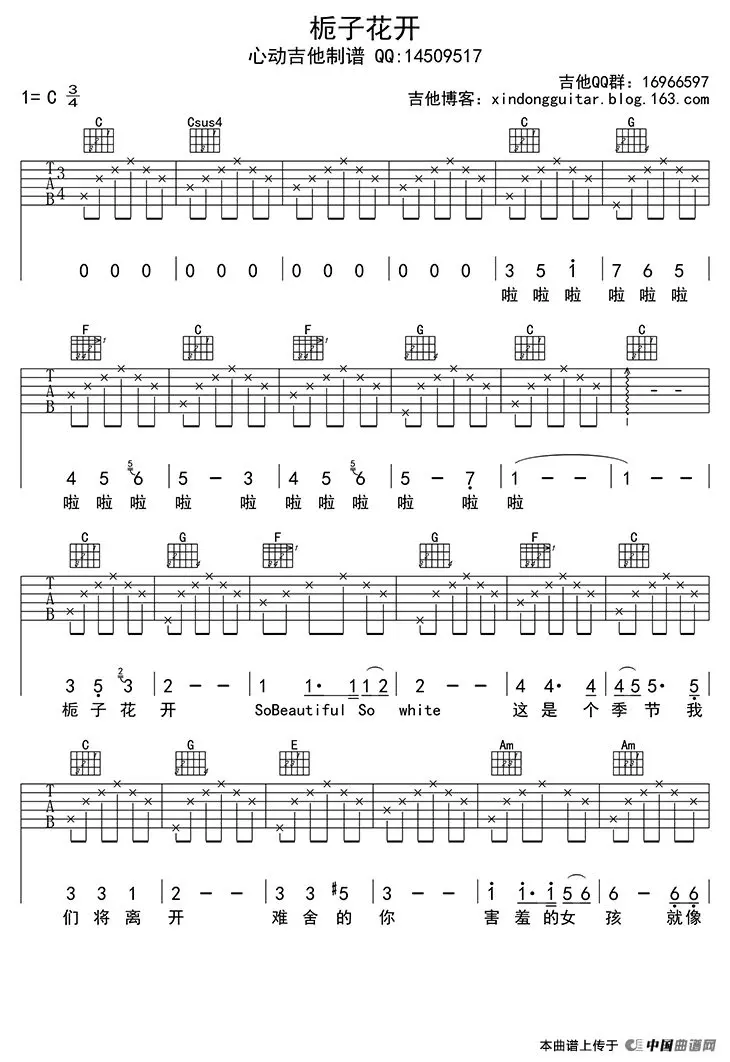 栀子花开
心动吉他制谱 QQ:14509517
吉他QQ群: 16966597
1= C 3/4
吉他博客: xindongguitar.blog.163.com
C Csus4 C G
T A B 3 4
0 0 0 | 0 0 0 | 0 0 0 | 0 0 0 | 3 5 1̇ | 7 6 5 |
啦 啦 啦 啦 啦 啦
F C F G C C
T A B
4 5 5 6 | 5 - 3 | 4 5 5 6 | 5 - 7̣ | 1 - - | 1 - - |
啦 啦 啦 啦 啦 啦 啦 啦 啦 啦 啦
C G F G F C
T A B
3 5̣ 2 3 | 2 - - | 1 1· 1 1 2 | 2 - - | 4 4· 4 | 4 5 5· 5̣ |
栀 子 花 开 SoBeautiful So white 这 是 个 季 节 我
C G E Am Am
T A B
3 3 1 | 2 - - | 3 3 #5 | 3 - - | 1̇ 1̇· 1̇ 5 6 | 6 - 6 6 |
们 将 离 开 难 舍 的 你 害 羞 的 女 孩 就 像
本曲谱上传于 中国曲谱网